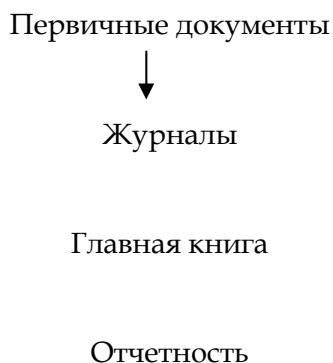 Первичные документы
Журналы
Главная книга
Отчетность